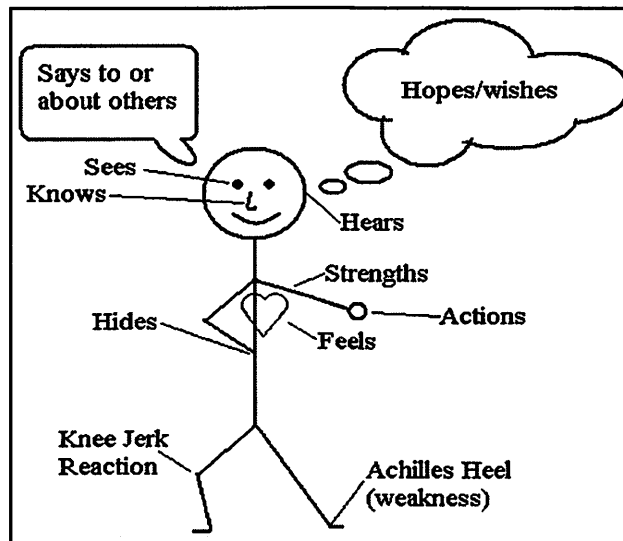 Says to or
about others
Hopes/wishes
Sees
Knows
Hears
Strengths
Hides
Feels
Actions
Knee Jerk
Reaction
Achilles Heel
(weakness)